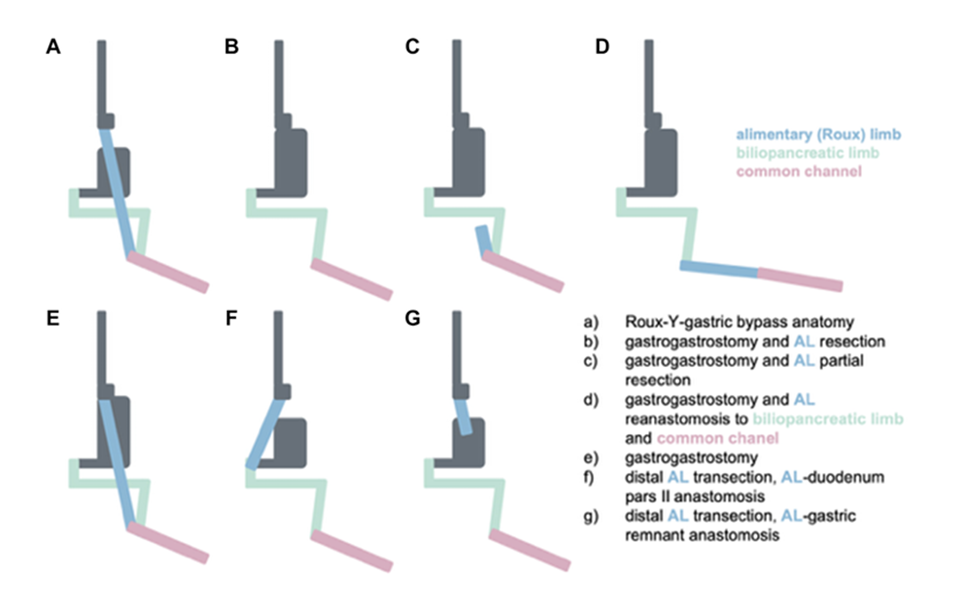 A
B
C
D
alimentary (Roux) limb
biliopancreatic limb
common channel
E
F
G
a) Roux-Y-gastric bypass anatomy
b) gastrogastrostomy and AL resection
c) gastrogastrostomy and AL partial
resection
d) gastrogastrostomy and AL
reanastomosis to biliopancreatic limb
and common chanel
e) gastrogastrostomy
f) distal AL transection, AL-duodenum
pars II anastomosis
g) distal AL transection, AL-gastric
remnant anastomosis